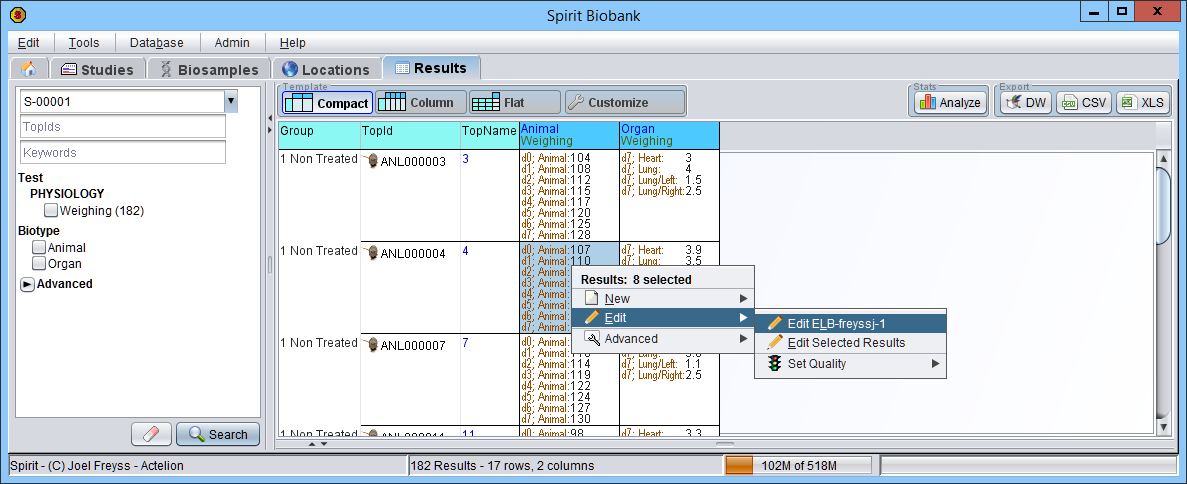 Spirit Biobank
Edit Tools Database Admin Help
Studies Biosamples Locations Results
S-00001
TopIds
Keywords
Test
PHYSIOLOGY
Weighing (182)
Biotype
Animal
Organ
Advanced
Search
Template
Compact Column Flat Customize
Stats
Analyze
Export
DW CSV XLS
Group TopId TopName Animal Weighing Organ Weighing
1 Non Treated ANL000003 3
d0; Animal:104 d7; Heart: 3
d1; Animal:108 d7; Lung: 4
d2; Animal:112 d7; Lung/Left: 1.5
d3; Animal:115 d7; Lung/Right:2.5
d4; Animal:117
d5; Animal:120
d6; Animal:125
d7; Animal:128
1 Non Treated ANL000004 4
d0; Animal:107 d7; Heart: 3.9
d1; Animal:110 d7; Lung: 3.5
d2; Animal:
d3; Animal:
d4; Animal:
d5; Animal:
d6; Animal:
d7; Animal:
Results: 8 selected
New
Edit
Advanced
Edit ELB-freyssj-1
Edit Selected Results
Set Quality
1 Non Treated ANL000007 7
d0; Animal:
d1; Animal:
d2; Animal:114 d7; Lung/Left: 1.1
d3; Animal:119 d7; Lung/Right:2.5
d4; Animal:122
d5; Animal:124
d6; Animal:127
d7; Animal:130
1 Non Treated 11
d0; Animal:98 d7; Heart: 3.3
Spirit - (C) Joel Freyss - Actelion
182 Results - 17 rows, 2 columns
102M of 518M